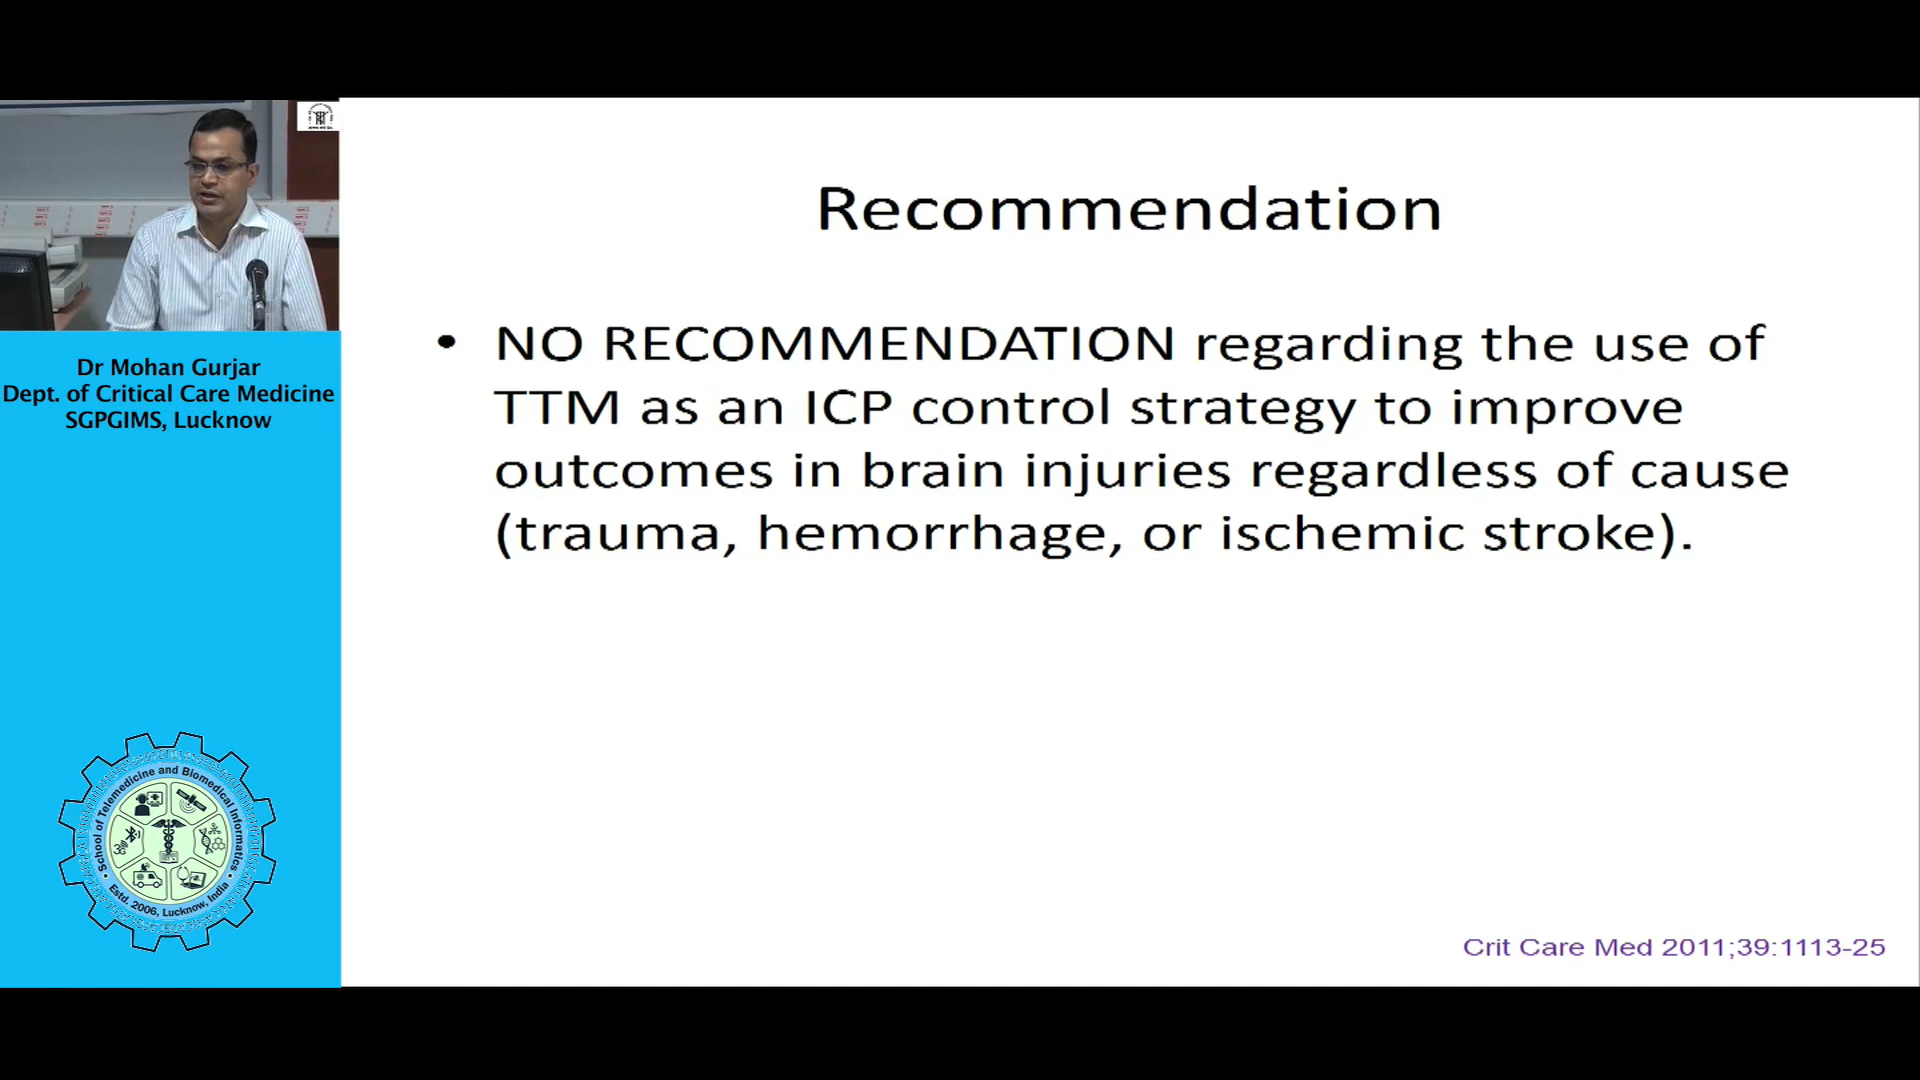 Dr Mohan Gurjar
Dept. of Critical Care Medicine
SGPGIMS, Lucknow
School of Telemedicine and Biomedical Informatics
Estd. 2006, Lucknow, India
Recommendation
• NO RECOMMENDATION regarding the use of
TTM as an ICP control strategy to improve
outcomes in brain injuries regardless of cause
(trauma, hemorrhage, or ischemic stroke).
Crit Care Med 2011;39:1113-25